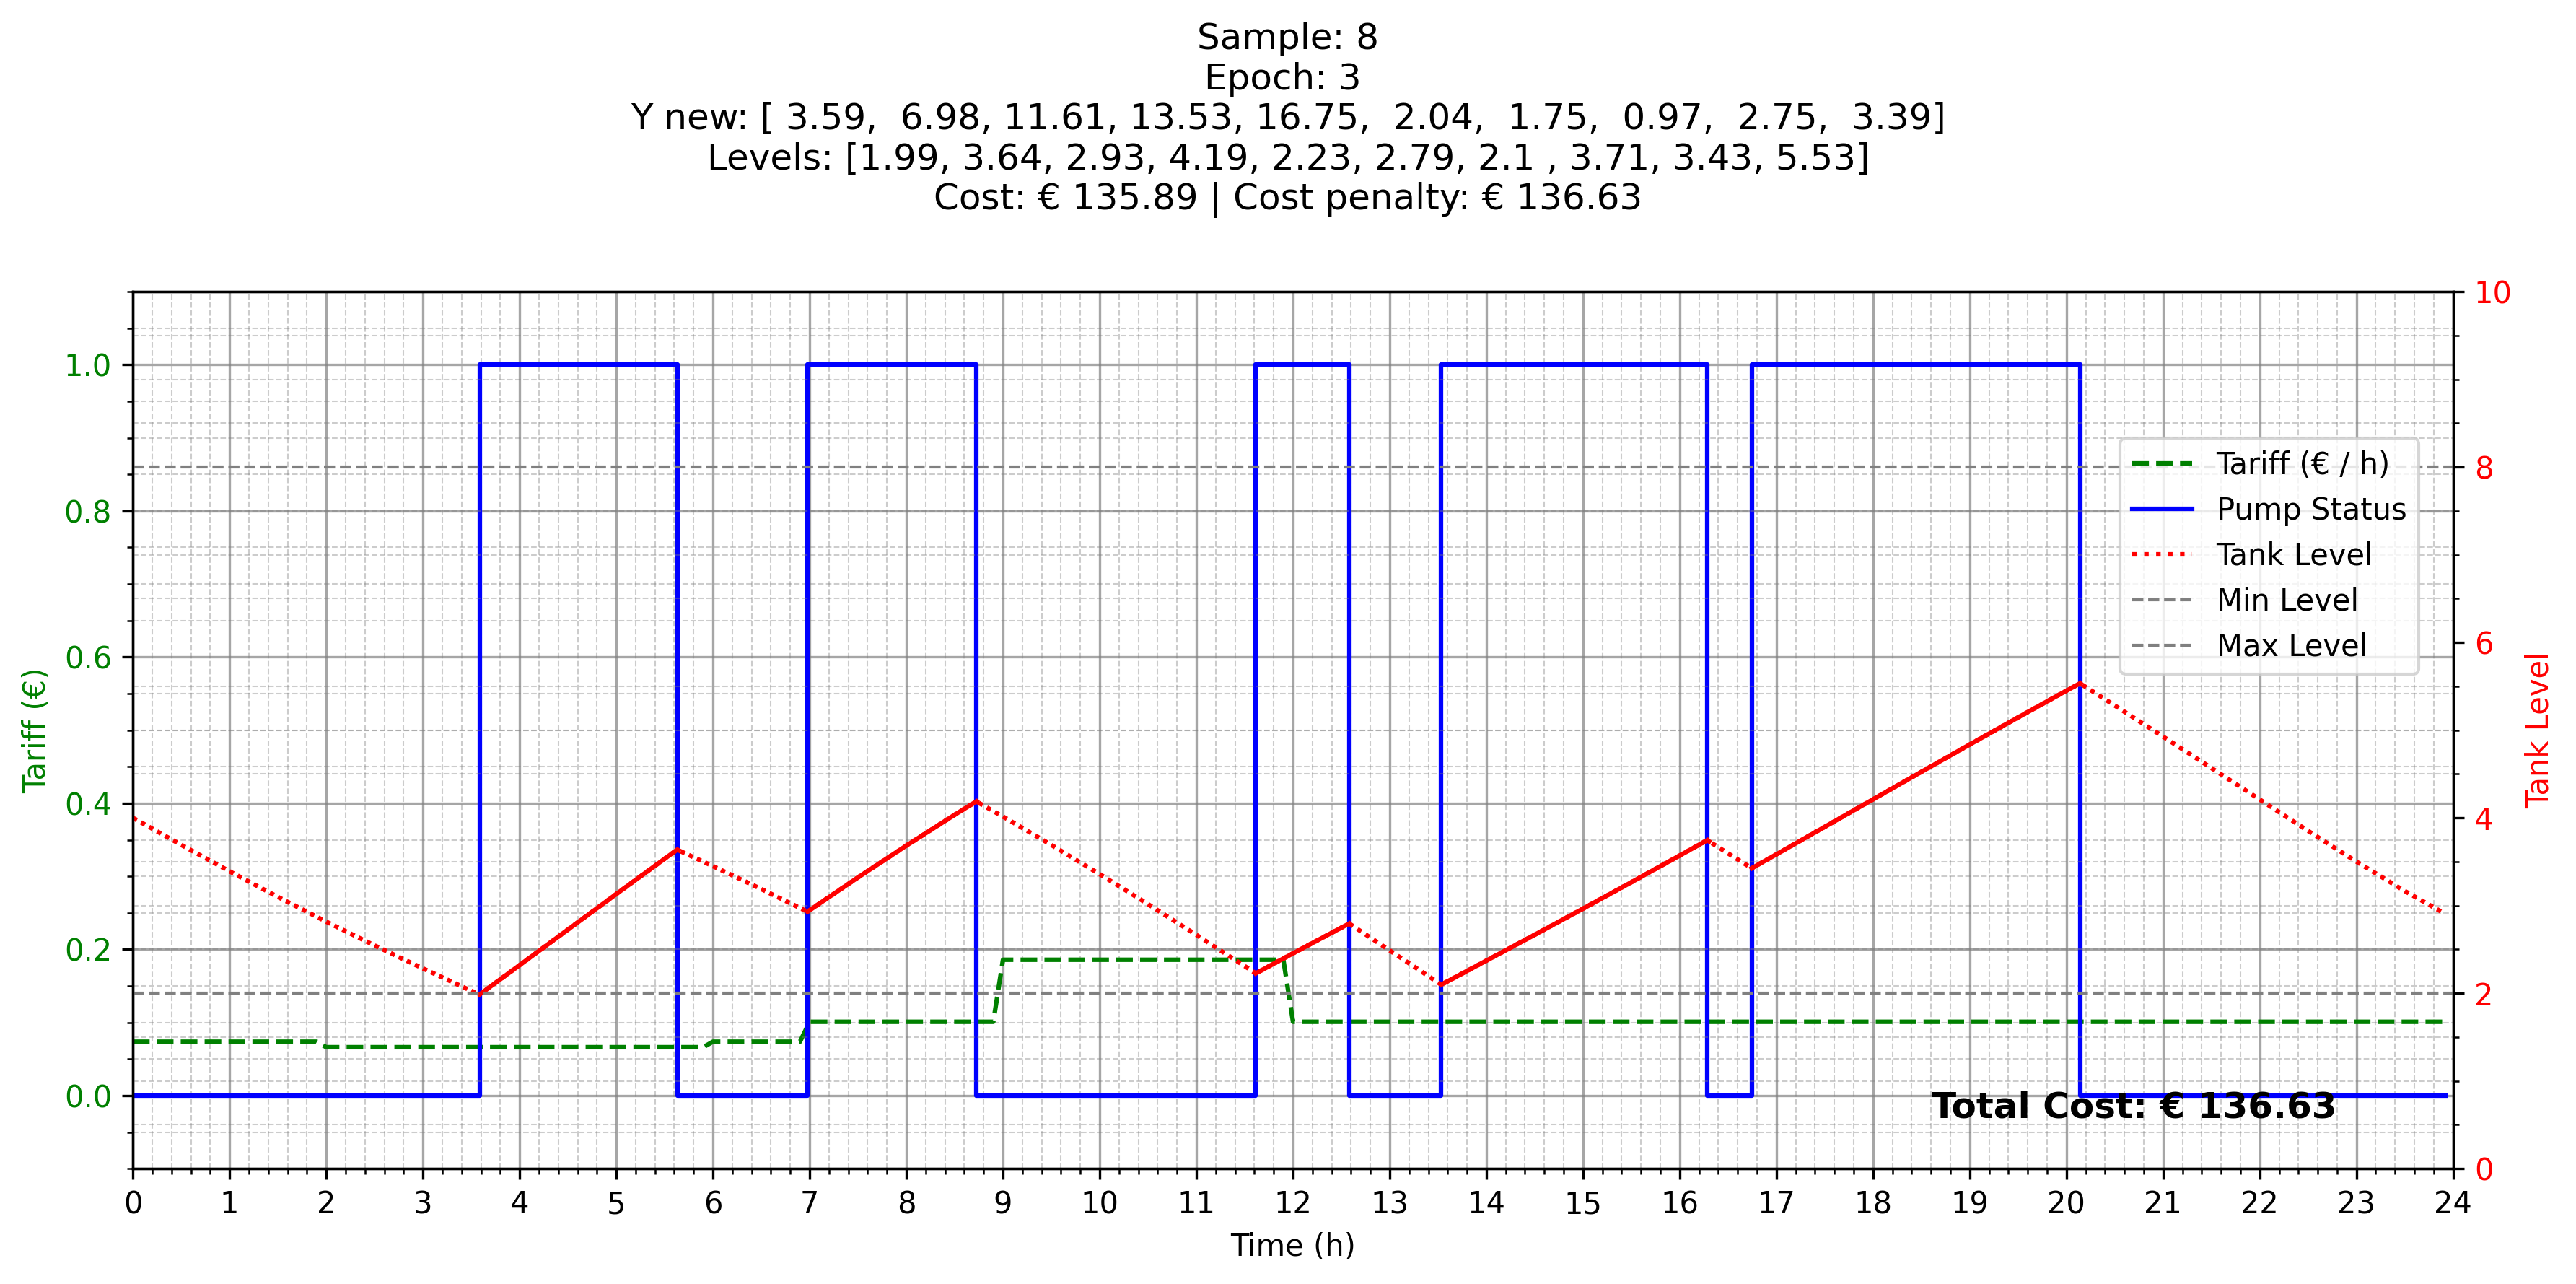 Sample: 8
Epoch: 3
Y new: [ 3.59,  6.98, 11.61, 13.53, 16.75,  2.04,  1.75,  0.97,  2.75,  3.39]
Levels: [1.99, 3.64, 2.93, 4.19, 2.23, 2.79, 2.1 , 3.71, 3.43, 5.53]
Cost: € 135.89 | Cost penalty: € 136.63
Tariff (€)
1.0
0.8
0.6
0.4
0.2
0.0
10
8
6
4
2
0
Tank Level
Tariff (€ / h)
Pump Status
Tank Level
Min Level
Max Level
Total Cost: € 136.63
0 1 2 3 4 5 6 7 8 9 10 11 12 13 14 15 16 17 18 19 20 21 22 23 24
Time (h)